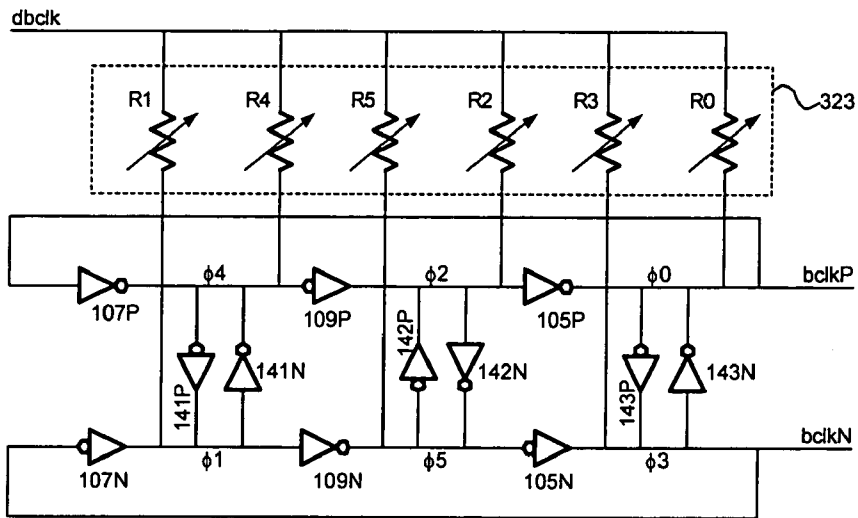 dbclk
R1 R4 R5 R2 R3 R0
323
ϕ4 ϕ2 ϕ0 bclkP
107P 109P 105P
141P 141N 142P 142N 143P 143N
bclkN
ϕ1 ϕ5 ϕ3
107N 109N 105N